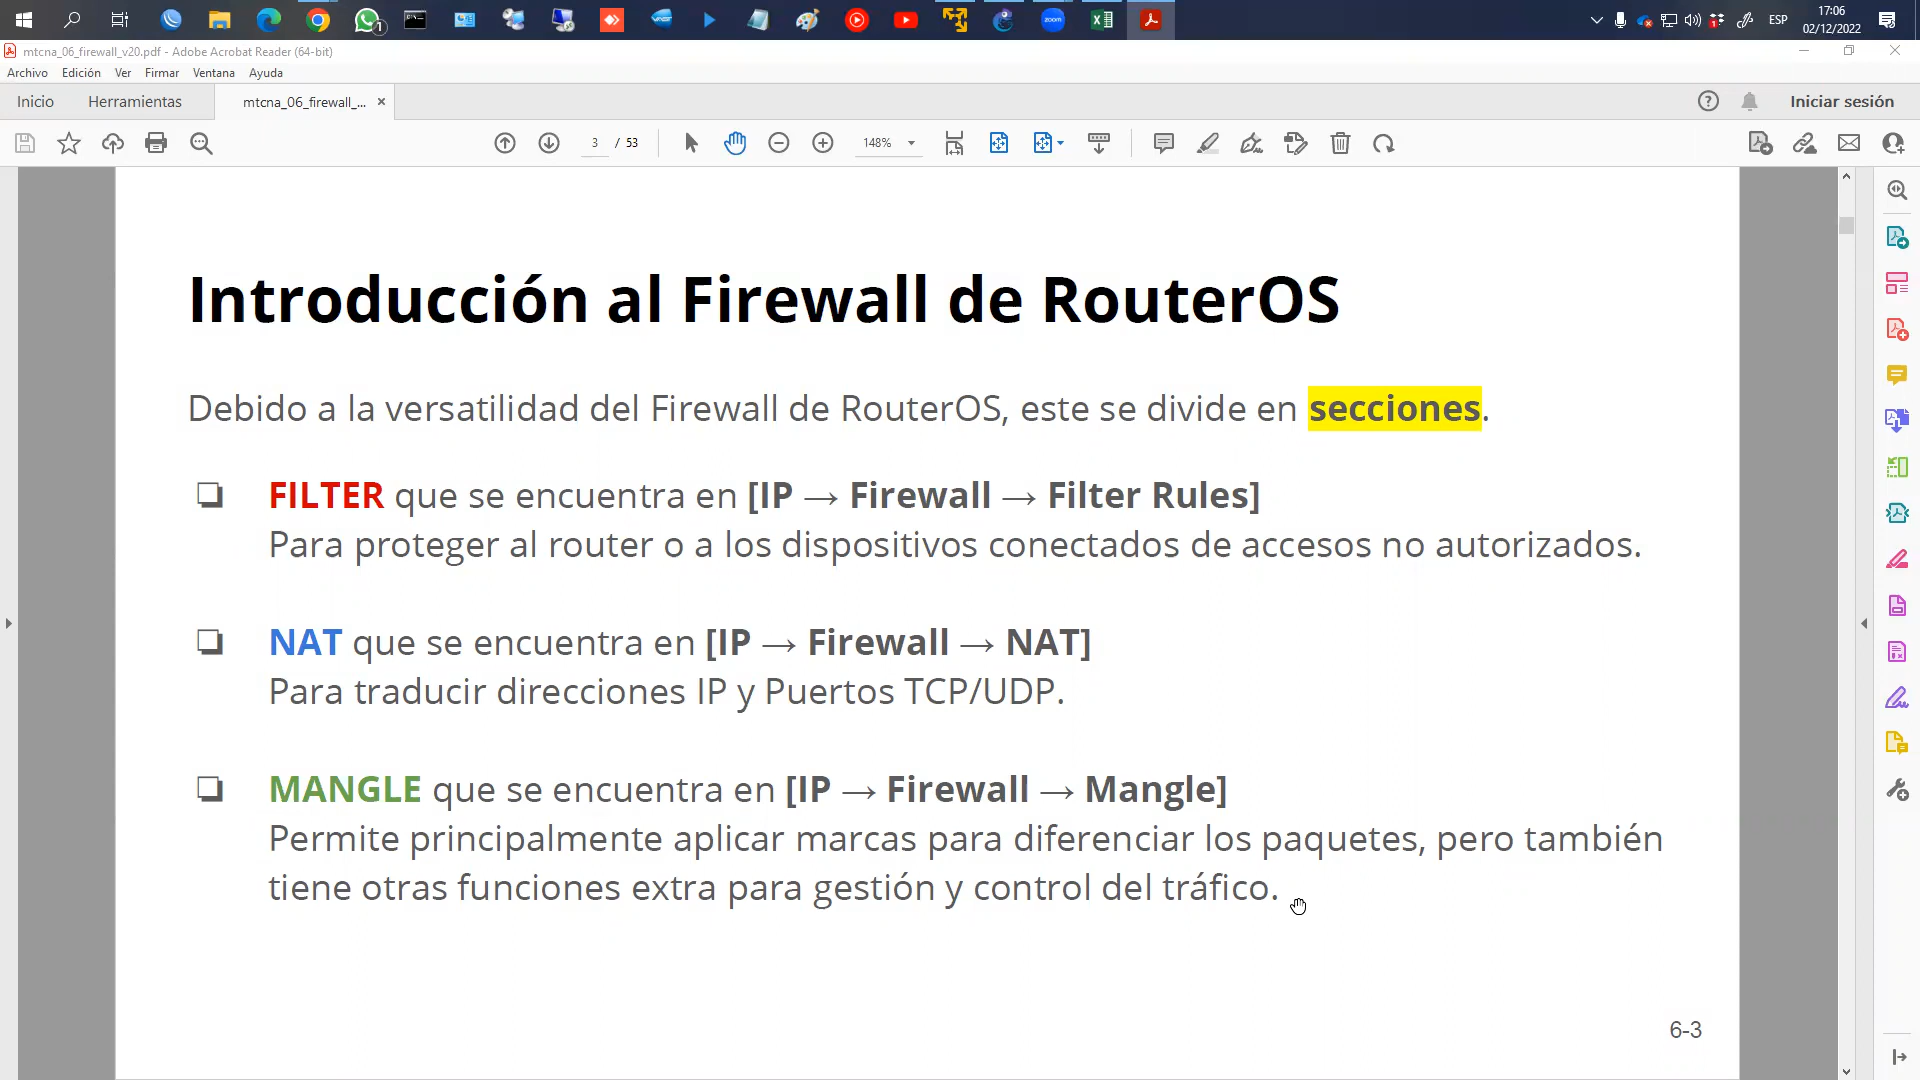 ESP
17:06
02/12/2022
mtcna_06_firewall_v20.pdf - Adobe Acrobat Reader (64-bit)
Archivo Edición Ver Firmar Ventana Ayuda
Inicio Herramientas mtcna_06_firewall_... × Iniciar sesión
3 / 53 148%
Introducción al Firewall de RouterOS
Debido a la versatilidad del Firewall de RouterOS, este se divide en secciones.
❏ FILTER que se encuentra en [IP → Firewall → Filter Rules]
Para proteger al router o a los dispositivos conectados de accesos no autorizados.
❏ NAT que se encuentra en [IP → Firewall → NAT]
Para traducir direcciones IP y Puertos TCP/UDP.
❏ MANGLE que se encuentra en [IP → Firewall → Mangle]
Permite principalmente aplicar marcas para diferenciar los paquetes, pero también
tiene otras funciones extra para gestión y control del tráfico.
6-3